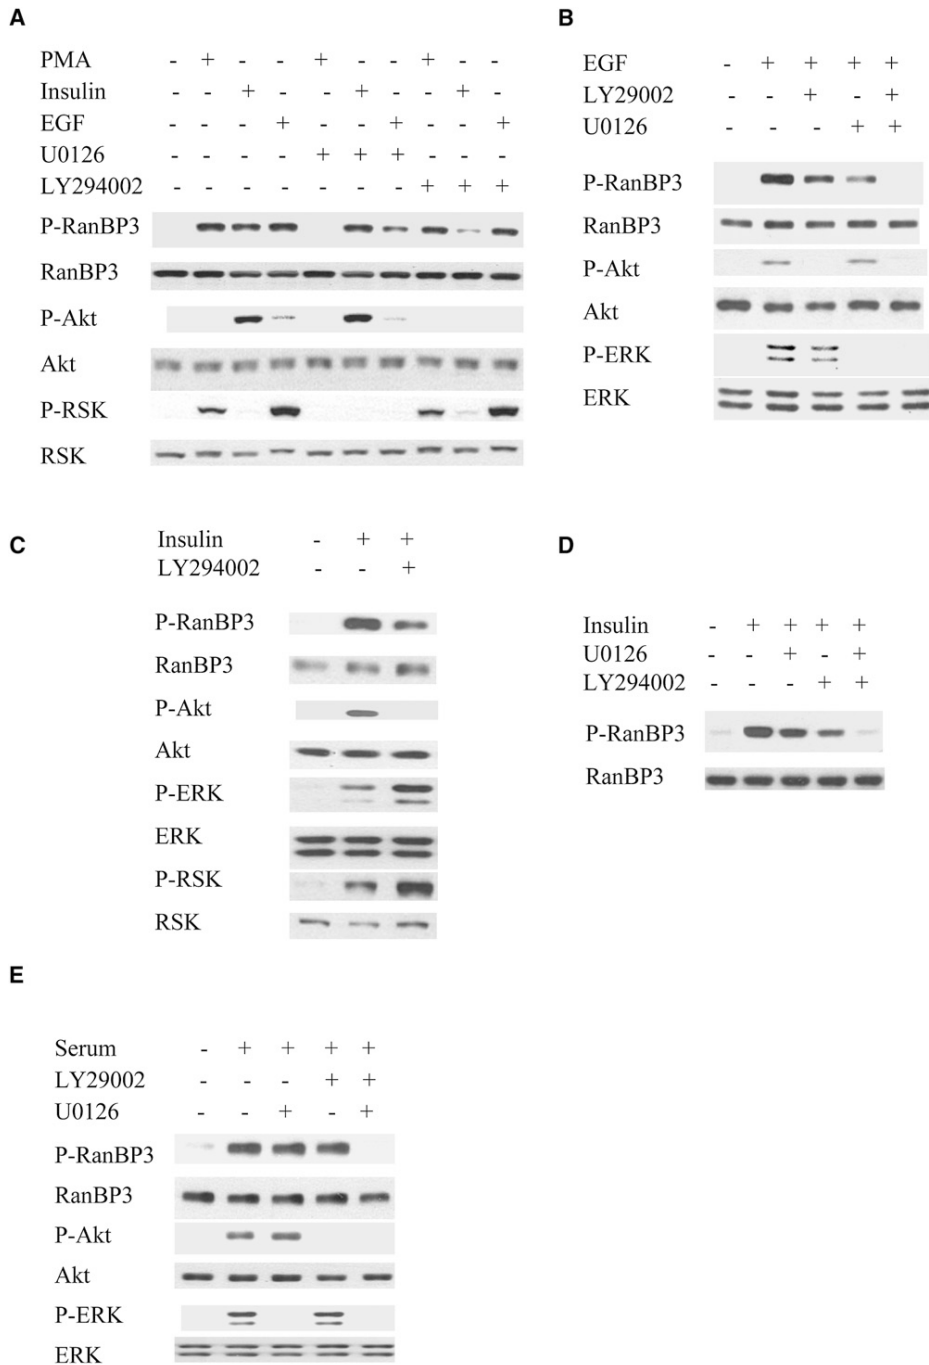 A
PMA - + - - + - - + - -
Insulin - - + - - + - - + -
EGF - - - + - - + - - +
U0126 - - - - + + + - - -
LY294002 - - - - - - - + + +
P-RanBP3
RanBP3
P-Akt
Akt
P-RSK
RSK
B
EGF - + + + +
LY29002 - - + - +
U0126 - - - + +
P-RanBP3
RanBP3
P-Akt
Akt
P-ERK
ERK
C
Insulin - + +
LY294002 - - +
P-RanBP3
RanBP3
P-Akt
Akt
P-ERK
ERK
P-RSK
RSK
D
Insulin - + + + +
U0126 - - + - +
LY294002 - - - + +
P-RanBP3
RanBP3
E
Serum - + + + +
LY29002 - - - + +
U0126 - - + - +
P-RanBP3
RanBP3
P-Akt
Akt
P-ERK
ERK